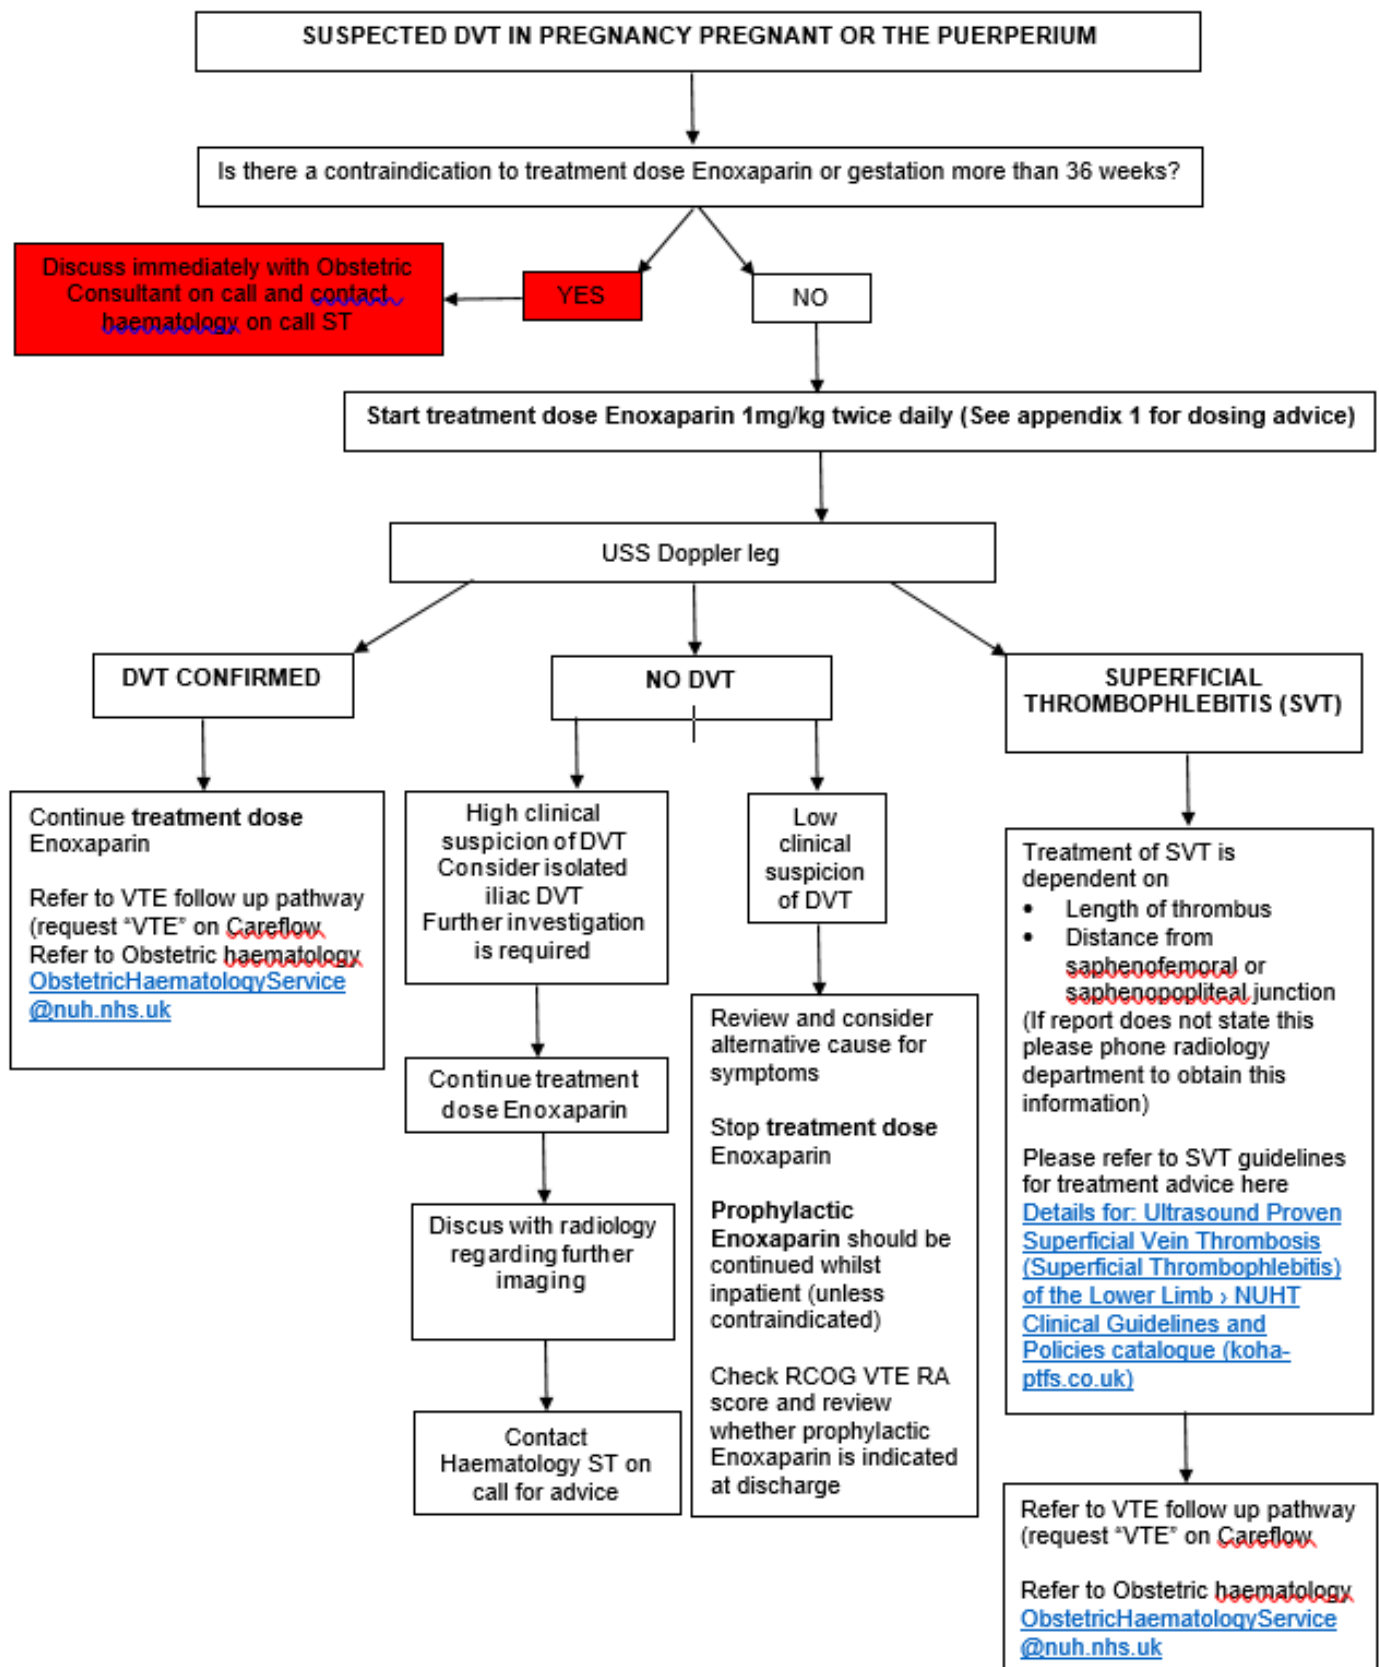 SUSPECTED DVT IN PREGNANCY PREGNANT OR THE PUERPERIUM
Is there a contraindication to treatment dose Enoxaparin or gestation more than 36 weeks?
Discuss immediately with Obstetric
Consultant on call and contact
haematology on call ST
YES
NO
Start treatment dose Enoxaparin 1mg/kg twice daily (See appendix 1 for dosing advice)
USS Doppler leg
DVT CONFIRMED
Continue treatment dose
Enoxaparin
Refer to VTE follow up pathway
(request “VTE” on Careflow
Refer to Obstetric haematology
ObstetricHaematologyService
@nuh.nhs.uk
NO DVT
High clinical
suspicion of DVT
Consider isolated
iliac DVT
Further investigation
is required
Continue treatment
dose Enoxaparin
Discus with radiology
regarding further
imaging
Contact
Haematology ST on
call for advice
Low
clinical
suspicion
of DVT
Review and consider
alternative cause for
symptoms
Stop treatment dose
Enoxaparin
Prophylactic
Enoxaparin should be
continued whilst
inpatient (unless
contraindicated)
Check RCOG VTE RA
score and review
whether prophylactic
Enoxaparin is indicated
at discharge
SUPERFICIAL
THROMBOPHLEBITIS (SVT)
Treatment of SVT is
dependent on
• Length of thrombus
• Distance from
saphenofemoral or
saphenopopliteal junction
(If report does not state this
please phone radiology
department to obtain this
information)
Please refer to SVT guidelines
for treatment advice here
Details for: Ultrasound Proven
Superficial Vein Thrombosis
(Superficial Thrombophlebitis)
of the Lower Limb › NUHT
Clinical Guidelines and
Policies catalogue (koha-
ptfs.co.uk)
Refer to VTE follow up pathway
(request “VTE” on Careflow
Refer to Obstetric haematology
ObstetricHaematologyService
@nuh.nhs.uk